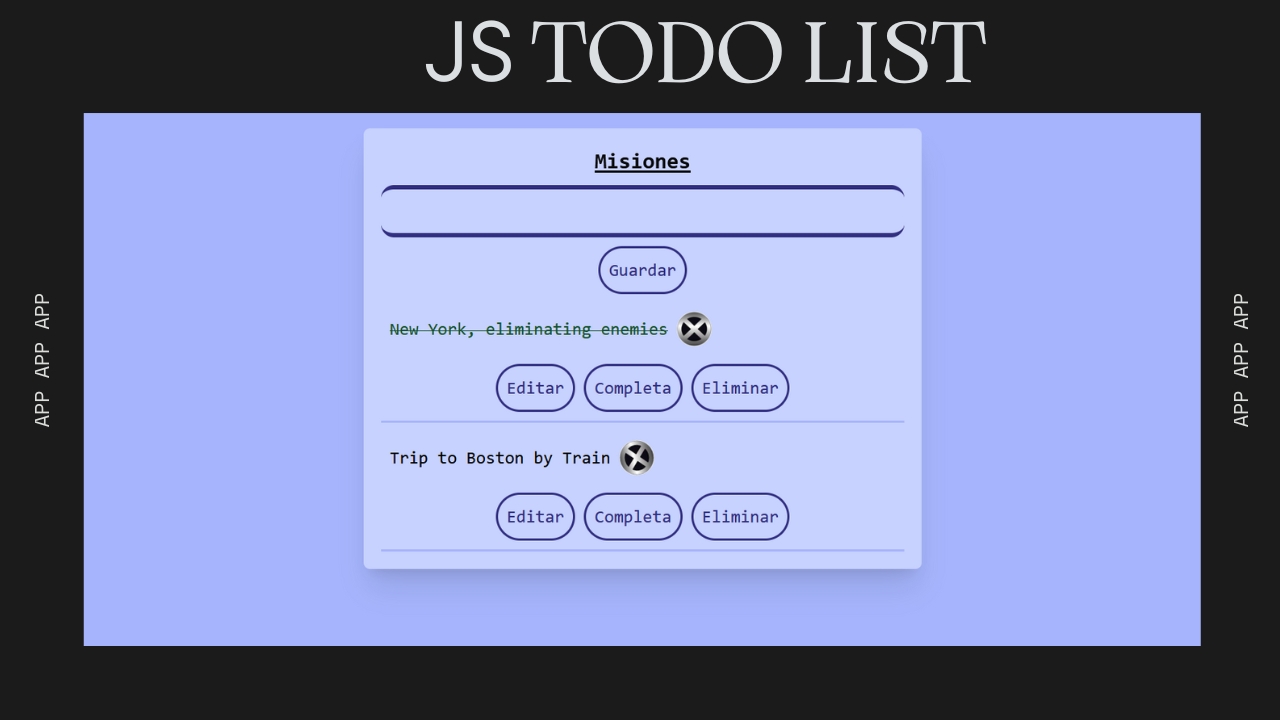 JS TODO LIST
Misiones
Guardar
New York, eliminating enemies
Editar Completa Eliminar
Trip to Boston by Train
Editar Completa Eliminar
APP APP APP
APP APP APP